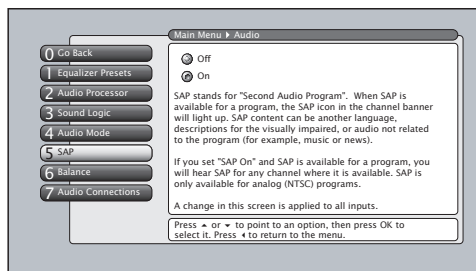 Main Menu ▶ Audio
0 Go Back
1 Equalizer Presets
2 Audio Processor
3 Sound Logic
4 Audio Mode
5 SAP
6 Balance
7 Audio Connections
Off
On
SAP stands for "Second Audio Program".  When SAP is
available for a program, the SAP icon in the channel banner
will light up. SAP content can be another language,
descriptions for the visually impaired, or audio not related
to the program (for example, music or news).
If you set "SAP On" and SAP is available for a program, you
will hear SAP for any channel where it is available. SAP is
only available for analog (NTSC) programs.
A change in this screen is applied to all inputs.
Press ▲ or ▼ to point to an option, then press OK to
select it. Press ◀ to return to the menu.